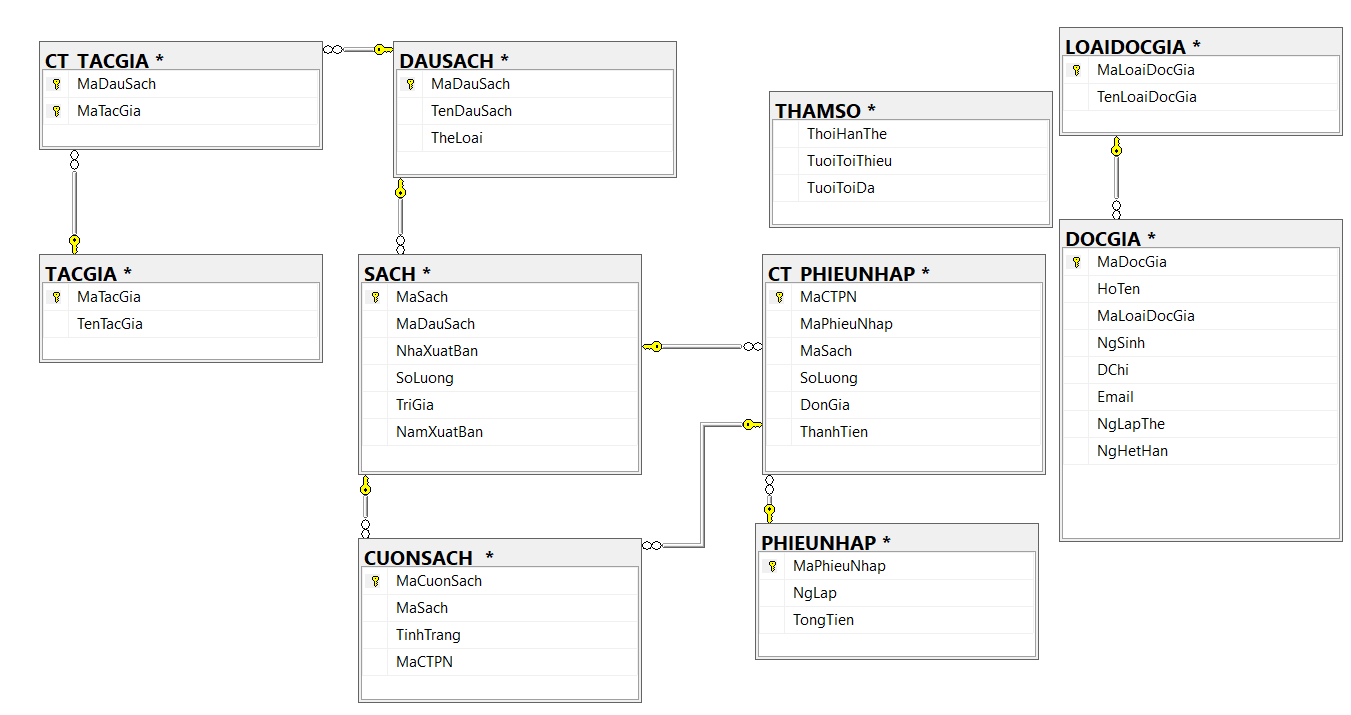 CT_TACGIA *
MaDauSach
MaTacGia
DAUSACH *
MaDauSach
TenDauSach
TheLoai
THAMSO *
ThoiHanThe
TuoiToiThieu
TuoiToiDa
LOAIDOCGIA *
MaLoaiDocGia
TenLoaiDocGia
TACGIA *
MaTacGia
TenTacGia
SACH *
MaSach
MaDauSach
NhaXuatBan
SoLuong
TriGia
NamXuatBan
CT_PHIEUNHAP *
MaCTPN
MaPhieuNhap
MaSach
SoLuong
DonGia
ThanhTien
DOCGIA *
MaDocGia
HoTen
MaLoaiDocGia
NgSinh
DChi
Email
NgLapThe
NgHetHan
CUONSACH *
MaCuonSach
MaSach
TinhTrang
MaCTPN
PHIEUNHAP *
MaPhieuNhap
NgLap
TongTien